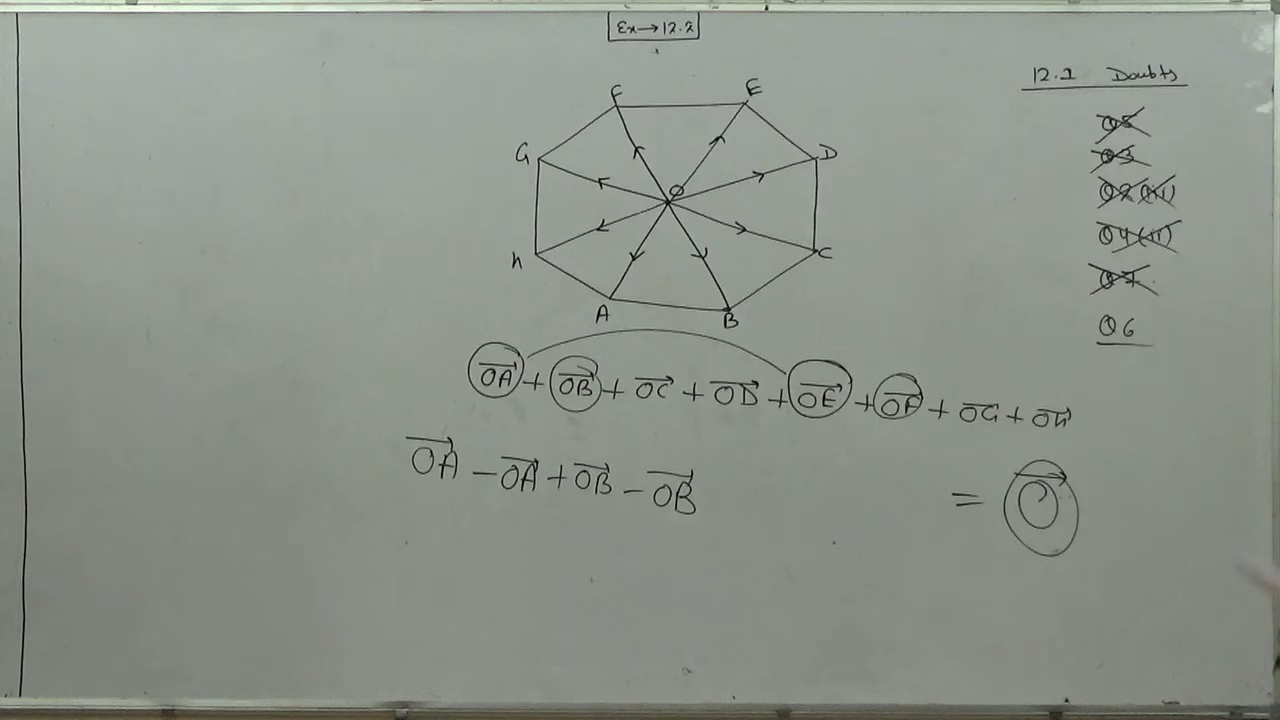 Ex→12.2
12.1 Doubts
F E
G D
O
h C
A B
Q5
Q3
Q2(iii)
Q4(ii)
Q7
Q6
→OA + →OB + →OC + →OD + →OE + →OF + →OG + →OH
→OA − →OA + →OB − →OB
= →O